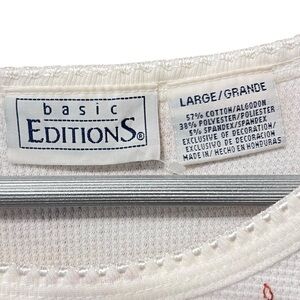 basic
EDITIONS®
LARGE/GRANDE
57% COTTON/ALGODON
38% POLYESTER/POLIESTER
5% SPANDEX/SPANDEX
EXCLUSIVE OF DECORATION/
EXCLUSIVO DE DECORACION
MADE IN / HECHO EN HONDURAS